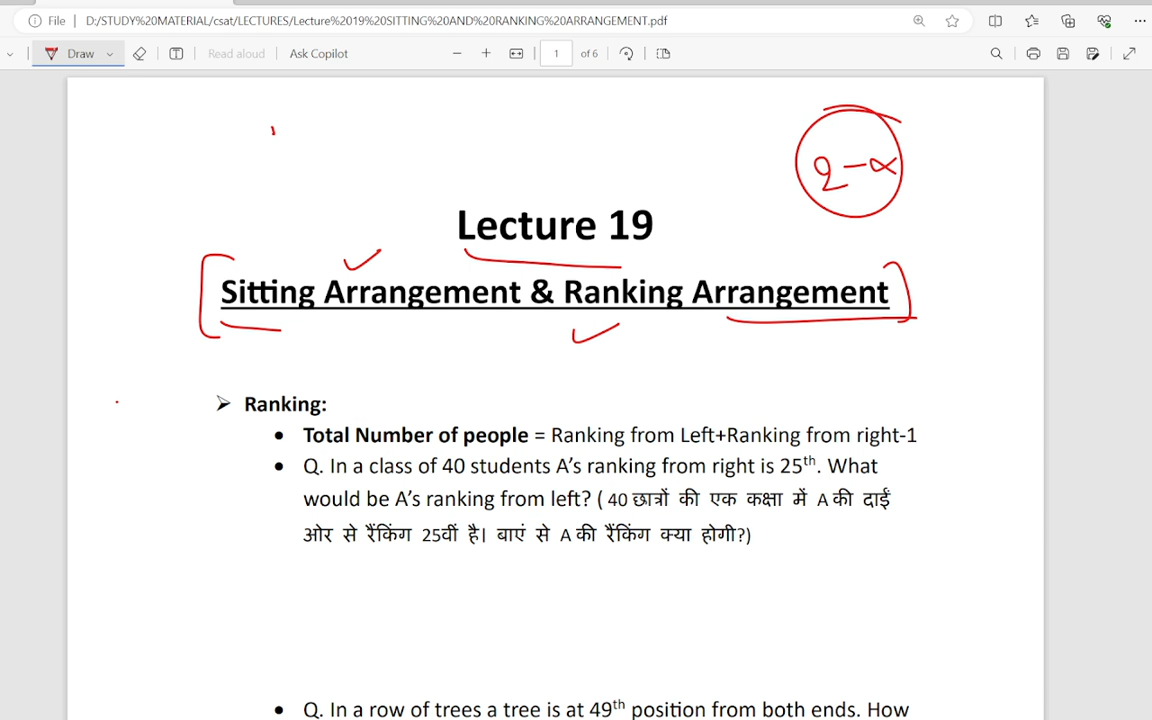 File D:/STUDY%20MATERIAL/csat/LECTURES/Lecture%2019%20SITTING%20AND%20RANKING%20ARRANGEMENT.pdf
Draw Read aloud Ask Copilot 1 of 6
2-α
Lecture 19
Sitting Arrangement & Ranking Arrangement
Ranking:
Total Number of people = Ranking from Left+Ranking from right-1
Q. In a class of 40 students A’s ranking from right is 25th. What
would be A’s ranking from left? ( 40 छात्रों की एक कक्षा में A की दाईं
ओर से रैंकिंग 25वीं है। बाएं से A की रैंकिंग क्या होगी?)
Q. In a row of trees a tree is at 49th position from both ends. How